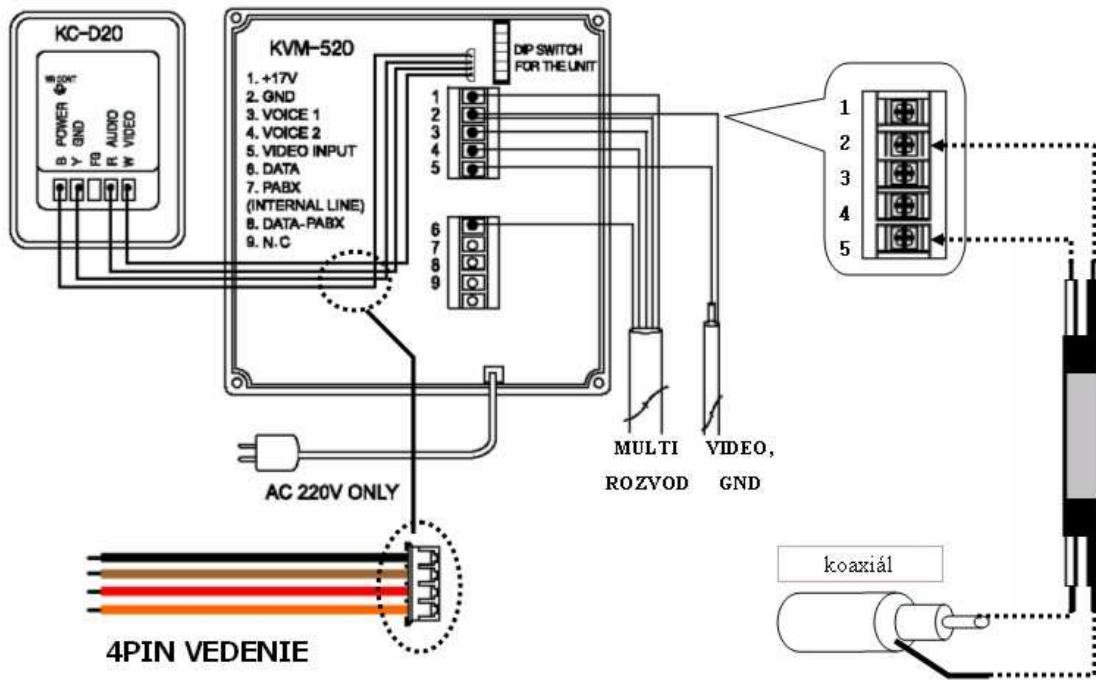 KC-D20
VR CONT
B POWER
Y GND
FG
R AUDIO
W VIDEO
KVM-520
1. +17V
2. GND
3. VOICE 1
4. VOICE 2
5. VIDEO INPUT
6. DATA
7. PABX
(INTERNAL LINE)
8. DATA-PABX
9. N.C
DIP SWITCH
FOR THE UNIT
1
2
3
4
5
6
7
8
9
1
2
3
4
5
MULTI
ROZVOD
VIDEO,
GND
AC 220V ONLY
koaxiál
4PIN VEDENIE